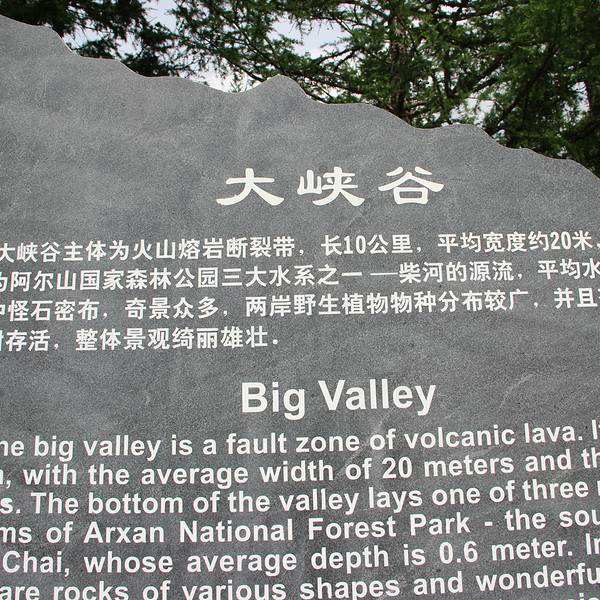 大峡谷
大峡谷主体为火山熔岩断裂带，长10公里，平均宽度约20米，
阿尔山国家森林公园三大水系之一 —柴河的源流，平均水
怪石密布，奇景众多，两岸野生植物物种分布较广，并且
存活，整体景观绮丽雄壮。
Big Valley
he big valley is a fault zone of volcanic lava. I
, with the average width of 20 meters and th
s. The bottom of the valley lays one of three
ms of Arxan National Forest Park - the sou
Chai, whose average depth is 0.6 meter. In
are rocks of various shapes and wonderfu